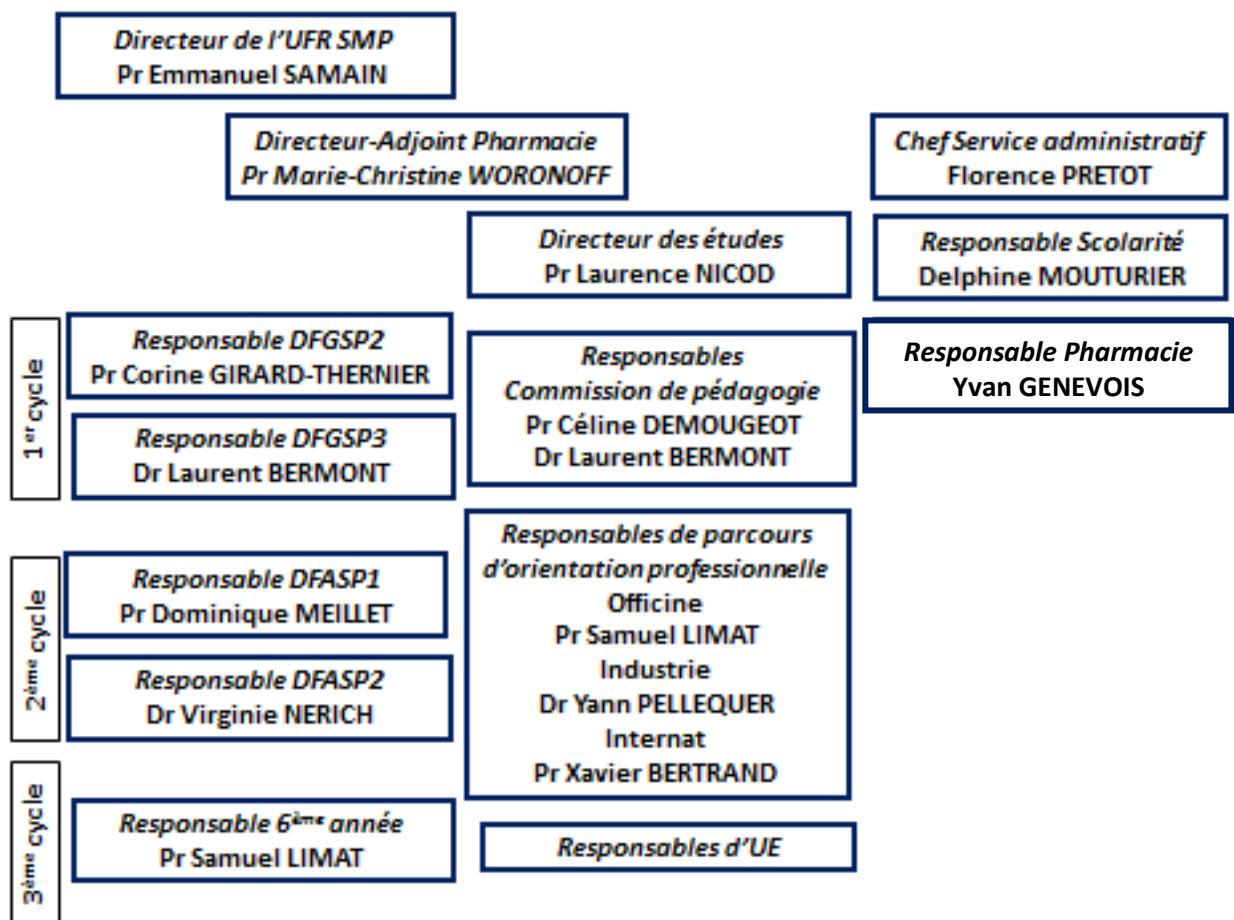 Directeur de l'UFR SMP
Pr Emmanuel SAMAIN
Directeur-Adjoint Pharmacie
Pr Marie-Christine WORONOFF
Chef Service administratif
Florence PRETOT
Directeur des études
Pr Laurence NICOD
Responsable Scolarité
Delphine MOUTURIER
1er cycle
Responsable DFGSP2
Pr Corine GIRARD-THERNIER
Responsable DFGSP3
Dr Laurent BERMONT
Responsables
Commission de pédagogie
Pr Céline DEMOUGEOT
Dr Laurent BERMONT
Responsable Pharmacie
Yvan GENEVOIS
2ème cycle
Responsable DFASP1
Pr Dominique MEILLET
Responsable DFASP2
Dr Virginie NERICH
Responsables de parcours
d'orientation professionnelle
Officine
Pr Samuel LIMAT
Industrie
Dr Yann PELLEQUER
Internat
Pr Xavier BERTRAND
3ème cycle
Responsable 6ème année
Pr Samuel LIMAT
Responsables d'UE